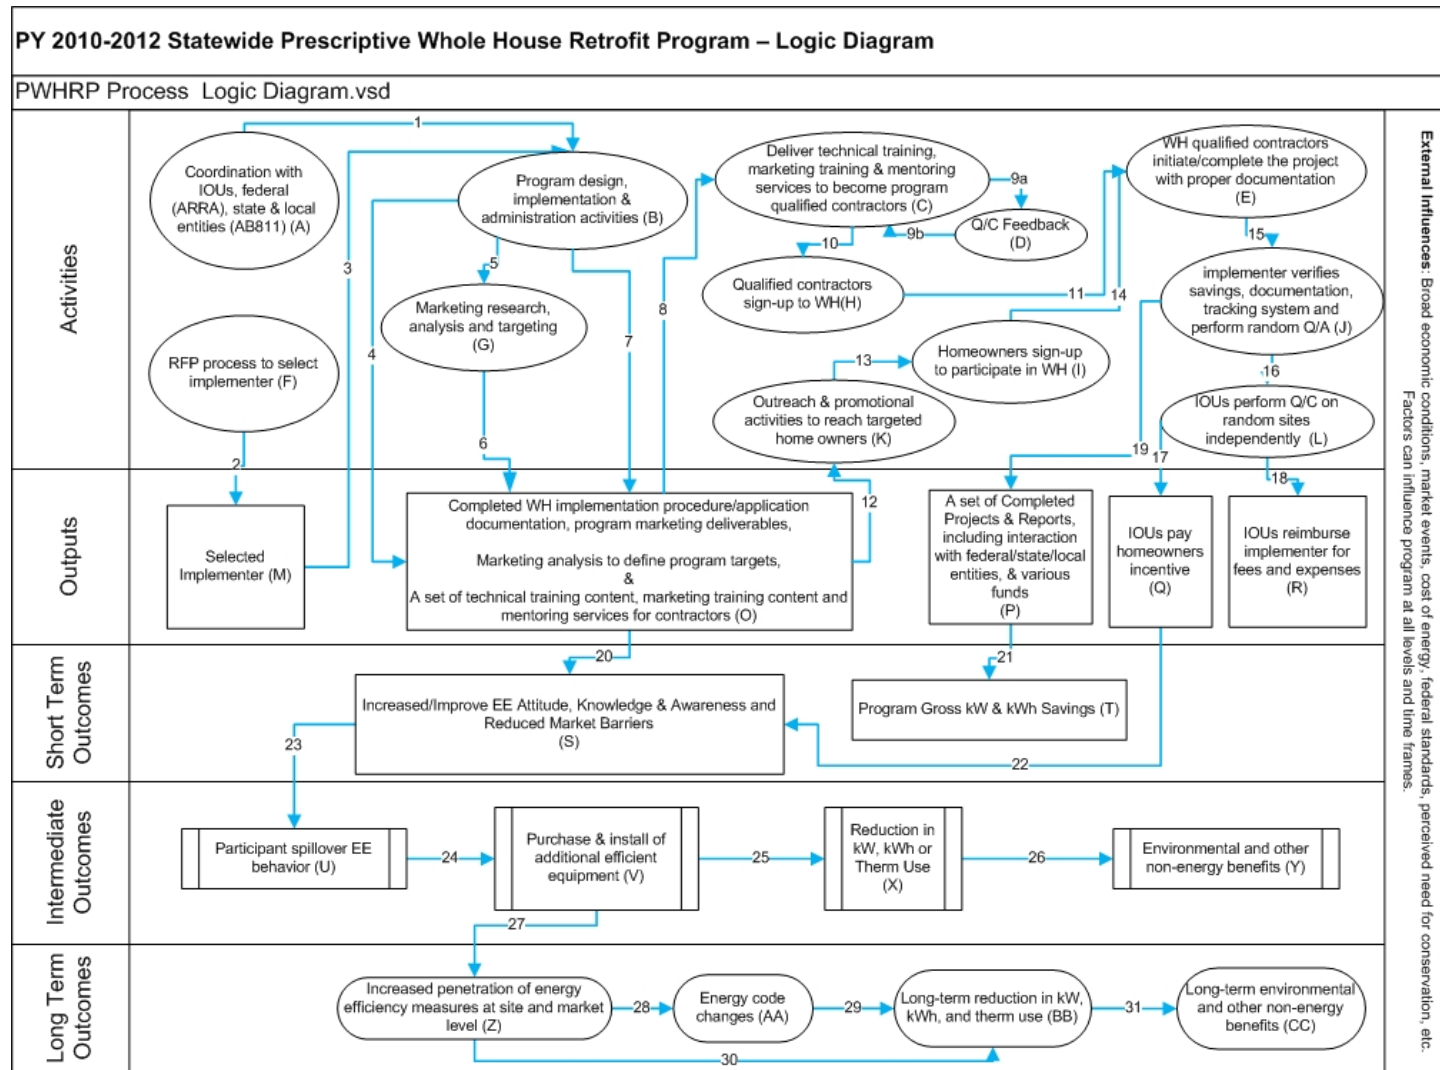 PY 2010-2012 Statewide Prescriptive Whole House Retrofit Program – Logic Diagram
PWHRP Process Logic Diagram.vsd
Activities
1
Coordination with
IOUs, federal
(ARRA), state & local
entities (AB811) (A)
Program design,
implementation &
administration activities (B)
Deliver technical training,
marketing training & mentoring
services to become program
qualified contractors (C)
9a
Q/C Feedback
(D)
9b
10
WH qualified contractors
initiate/complete the project
with proper documentation
(E)
15
3
5
Marketing research,
analysis and targeting
(G)
4
7
8
Qualified contractors
sign-up to WH(H)
11
14
implementer verifies
savings, documentation,
tracking system and
perform random Q/A (J)
RFP process to select
implementer (F)
13
Homeowners sign-up
to participate in WH (I)
16
Outreach & promotional
activities to reach targeted
home owners (K)
IOUs perform Q/C on
random sites
independently (L)
2
6
12
19
17
18
Outputs
Selected
Implementer (M)
Completed WH implementation procedure/application
documentation, program marketing deliverables,
Marketing analysis to define program targets,
&
A set of technical training content, marketing training content and
mentoring services for contractors (O)
A set of Completed
Projects & Reports,
including interaction
with federal/state/local
entities, & various
funds
(P)
IOUs pay
homeowners
incentive
(Q)
IOUs reimburse
implementer for
fees and expenses
(R)
Short Term
Outcomes
20
21
Increased/Improve EE Attitude, Knowledge & Awareness and
Reduced Market Barriers
(S)
Program Gross kW & kWh Savings (T)
22
23
Intermediate
Outcomes
Participant spillover EE
behavior (U)
24
Purchase & install of
additional efficient
equipment (V)
25
Reduction in
kW, kWh or
Therm Use
(X)
26
Environmental and other
non-energy benefits (Y)
27
Long Term
Outcomes
Increased penetration of energy
efficiency measures at site and market
level (Z)
28
Energy code
changes (AA)
29
Long-term reduction in kW,
kWh, and therm use (BB)
31
Long-term environmental
and other non-energy
benefits (CC)
30
External Influences: Broad economic conditions, market events, cost of energy, federal standards, perceived need for conservation, etc.
Factors can influence program at all levels and time frames.